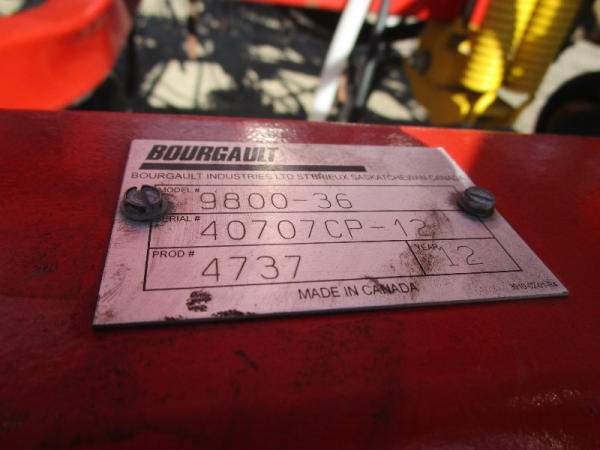 BOURGAULT
BOURGAULT INDUSTRIES LTD ST BRIEUX SASKATCHEWAN CANADA
MODEL # 9800-36
SERIAL # 40707CP-12
PROD # 4737 YEAR 12
MADE IN CANADA